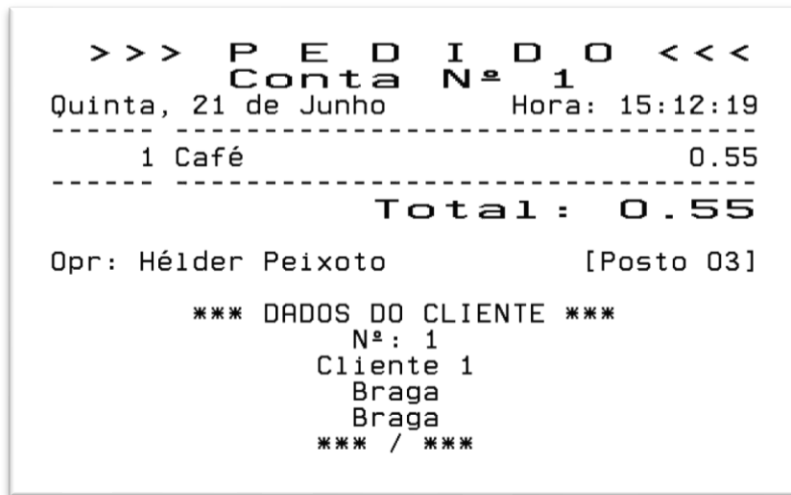 >>> P E D I D O <<<
Conta Nº 1
Quinta, 21 de Junho Hora: 15:12:19
------ ----------------------------------
1 Café 0.55
------ ----------------------------------
Total: 0.55
Opr: Hélder Peixoto [Posto 03]
*** DADOS DO CLIENTE ***
Nº: 1
Cliente 1
Braga
Braga
*** / ***